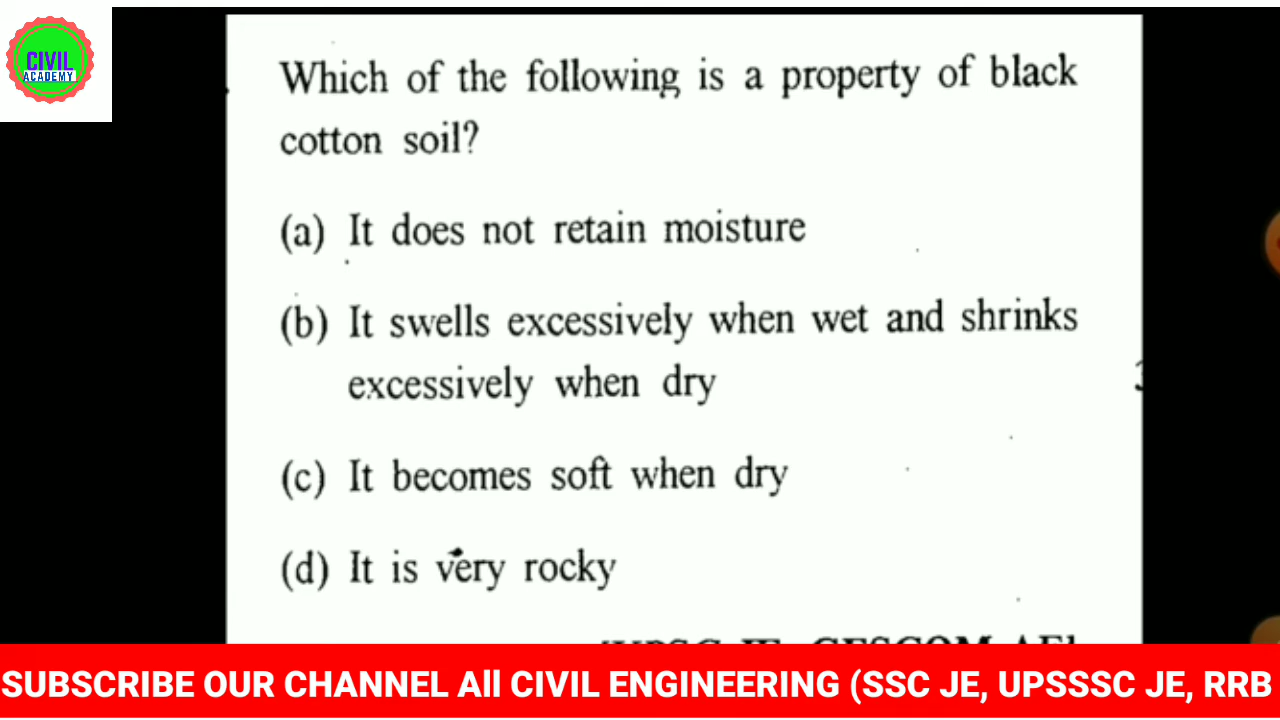 CIVIL
ACADEMY
Which of the following is a property of black
cotton soil?
(a) It does not retain moisture
(b) It swells excessively when wet and shrinks
excessively when dry
(c) It becomes soft when dry
(d) It is very rocky
SUBSCRIBE OUR CHANNEL All CIVIL ENGINEERING (SSC JE, UPSSSC JE, RRB